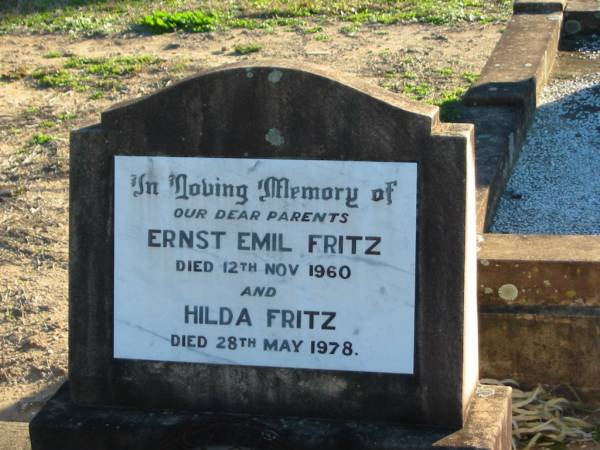 In Loving Memory of
OUR DEAR PARENTS
ERNST EMIL FRITZ
DIED 12TH NOV 1960
AND
HILDA FRITZ
DIED 28TH MAY 1978.